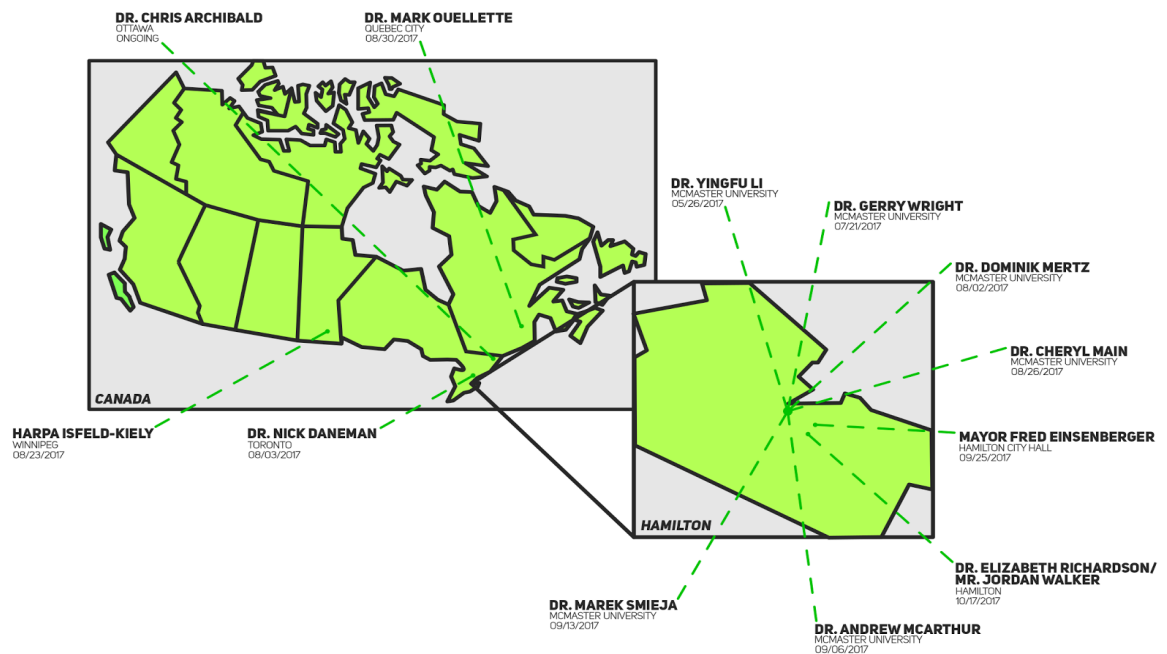 DR. CHRIS ARCHIBALD
OTTAWA
ONGOING
DR. MARK OUELLETTE
QUEBEC CITY
08/30/2017
DR. YINGFU LI
MCMASTER UNIVERSITY
05/26/2017
DR. GERRY WRIGHT
MCMASTER UNIVERSITY
07/21/2017
DR. DOMINIK MERTZ
MCMASTER UNIVERSITY
08/02/2017
DR. CHERYL MAIN
MCMASTER UNIVERSITY
08/26/2017
CANADA
HARPA ISFELD-KIELY
WINNIPEG
08/23/2017
DR. NICK DANEMAN
TORONTO
08/03/2017
MAYOR FRED EINSENBERGER
HAMILTON CITY HALL
09/25/2017
HAMILTON
DR. ELIZABETH RICHARDSON/
MR. JORDAN WALKER
HAMILTON
10/17/2017
DR. MAREK SMIEJA
MCMASTER UNIVERSITY
09/13/2017
DR. ANDREW MCARTHUR
MCMASTER UNIVERSITY
09/06/2017